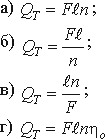 а) Q_T = Fℓn;
б) Q_T = Fℓ/n;
в) Q_T = ℓn/F;
г) Q_T = Fℓnη_o